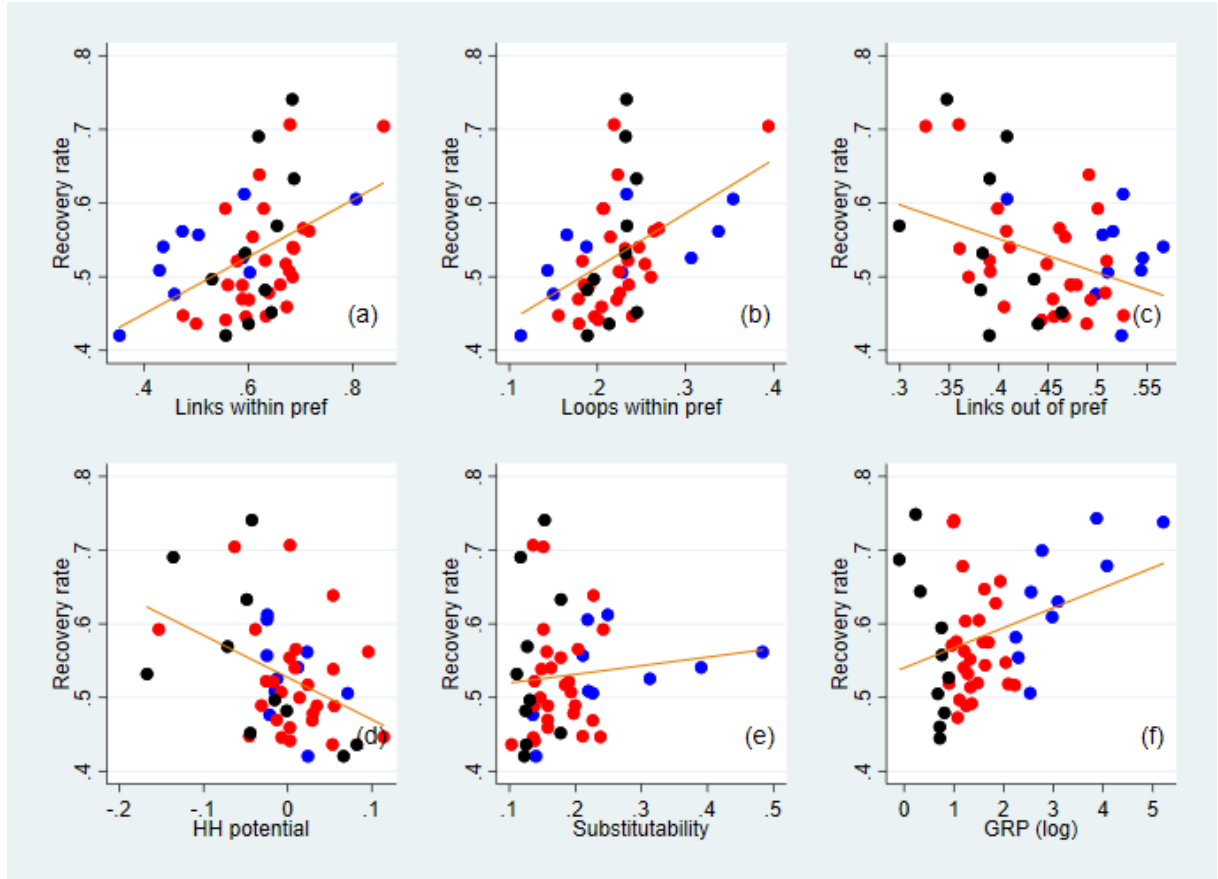 Recovery rate
.4 .5 .6 .7 .8
(a)
.4 .6 .8
Links within pref
Recovery rate
.4 .5 .6 .7 .8
(b)
.1 .2 .3 .4
Loops within pref
Recovery rate
.4 .5 .6 .7 .8
(c)
.3 .35 .4 .45 .5 .55
Links out of pref
Recovery rate
.4 .5 .6 .7 .8
(d)
-.2 -.1 0 .1
HH potential
Recovery rate
.4 .5 .6 .7 .8
(e)
.1 .2 .3 .4 .5
Substitutability
Recovery rate
.4 .5 .6 .7 .8
(f)
0 1 2 3 4 5
GRP (log)